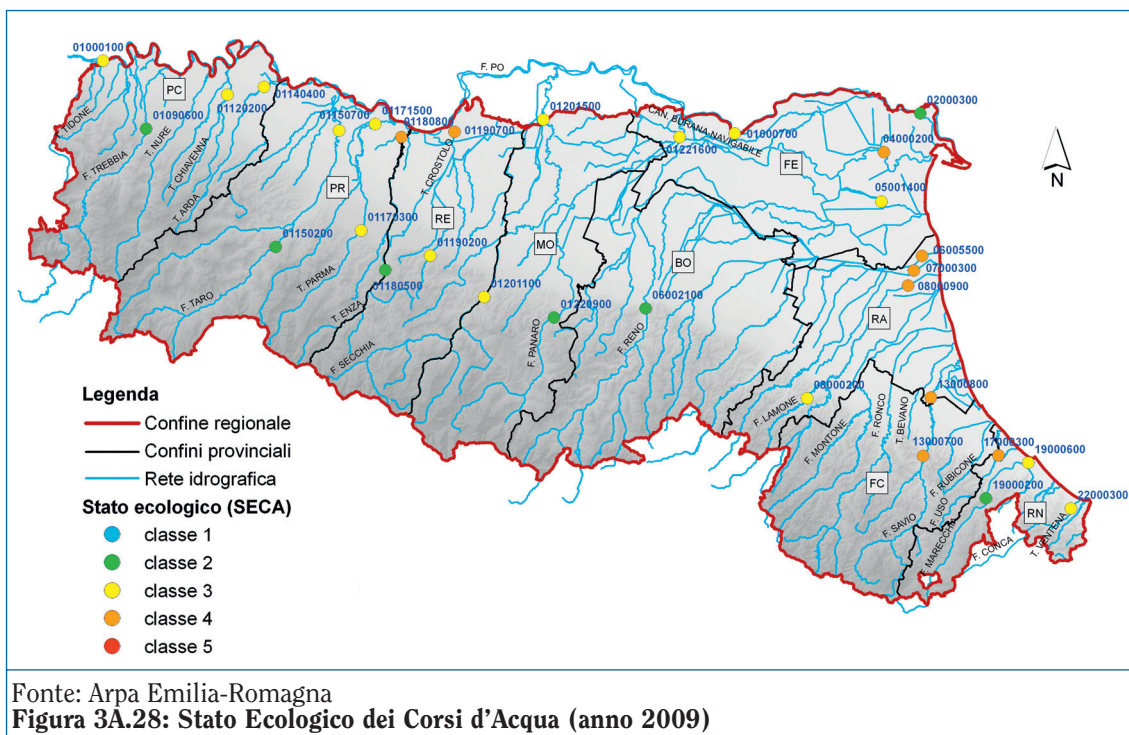 01000100
PC
01140400
01120200
01090600
TIDONE
F. TREBBIA
T. NURE
T. CHIAVENNA
T. ARDA
F. PO
01171500
01150700
01180800
01190700
01201500
CAN. BURANA-NAVIGABILE
01000700
01221600
FE
02000300
04000200
05001400
N
T. CROSTOLO
PR
RE
01170300
01190200
01150200
01180500
F. TARO
T. PARMA
T. ENZA
F. SECCHIA
01201100
MO
BO
01220900
06002100
F. PANARO
F. RENO
06005500
07000300
08000900
RA
08000200
13000800
F. LAMONE
F. MONTONE
F. RONCO
T. BEVANO
13000700
17000300
19000600
F. RUBICONE
FC
19000200
22000300
RN
F. SAVIO
F. USO
F. MARECCHIA
F. CONCA
T. VENTENA
Legenda
Confine regionale
Confini provinciali
Rete idrografica
Stato ecologico (SECA)
classe 1
classe 2
classe 3
classe 4
classe 5
Fonte: Arpa Emilia-Romagna
Figura 3A.28: Stato Ecologico dei Corsi d'Acqua (anno 2009)